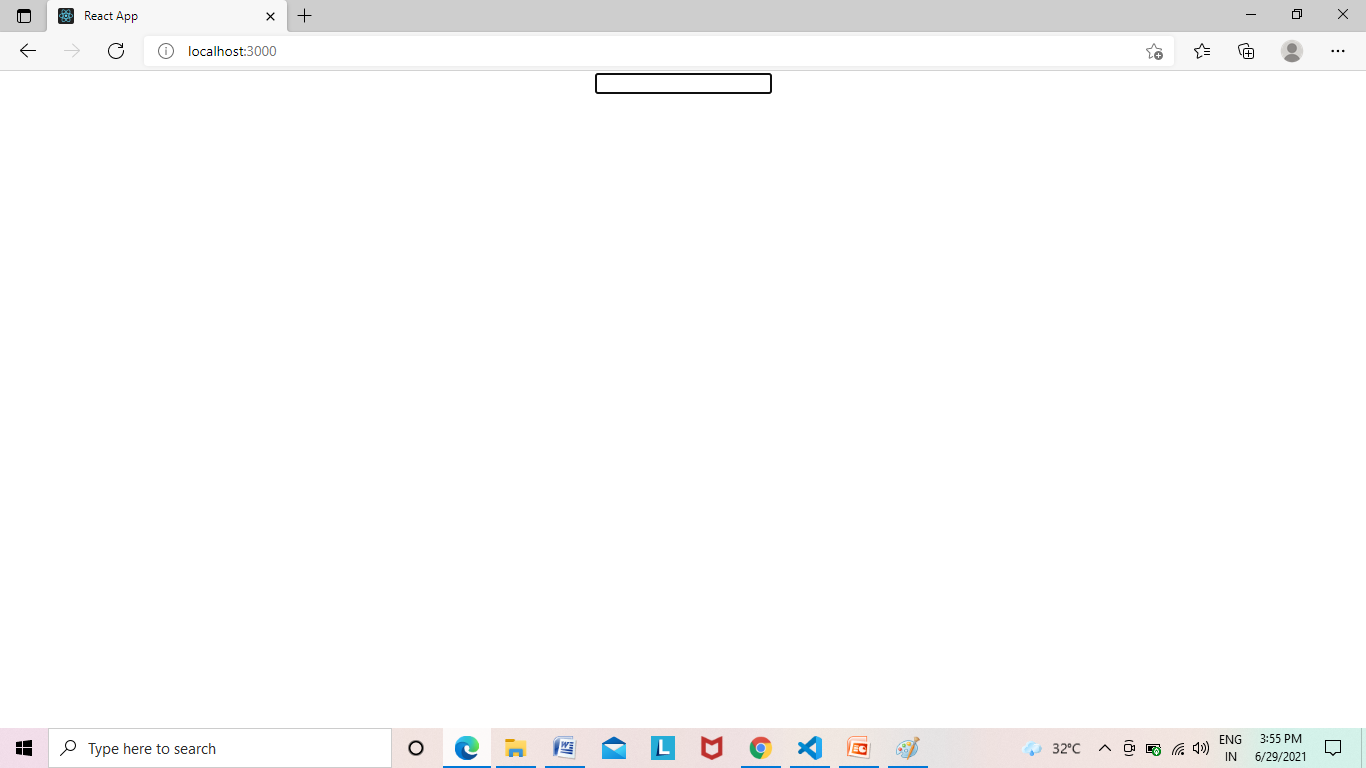 React App
localhost:3000
Type here to search
32°C
ENG
IN
3:55 PM
6/29/2021